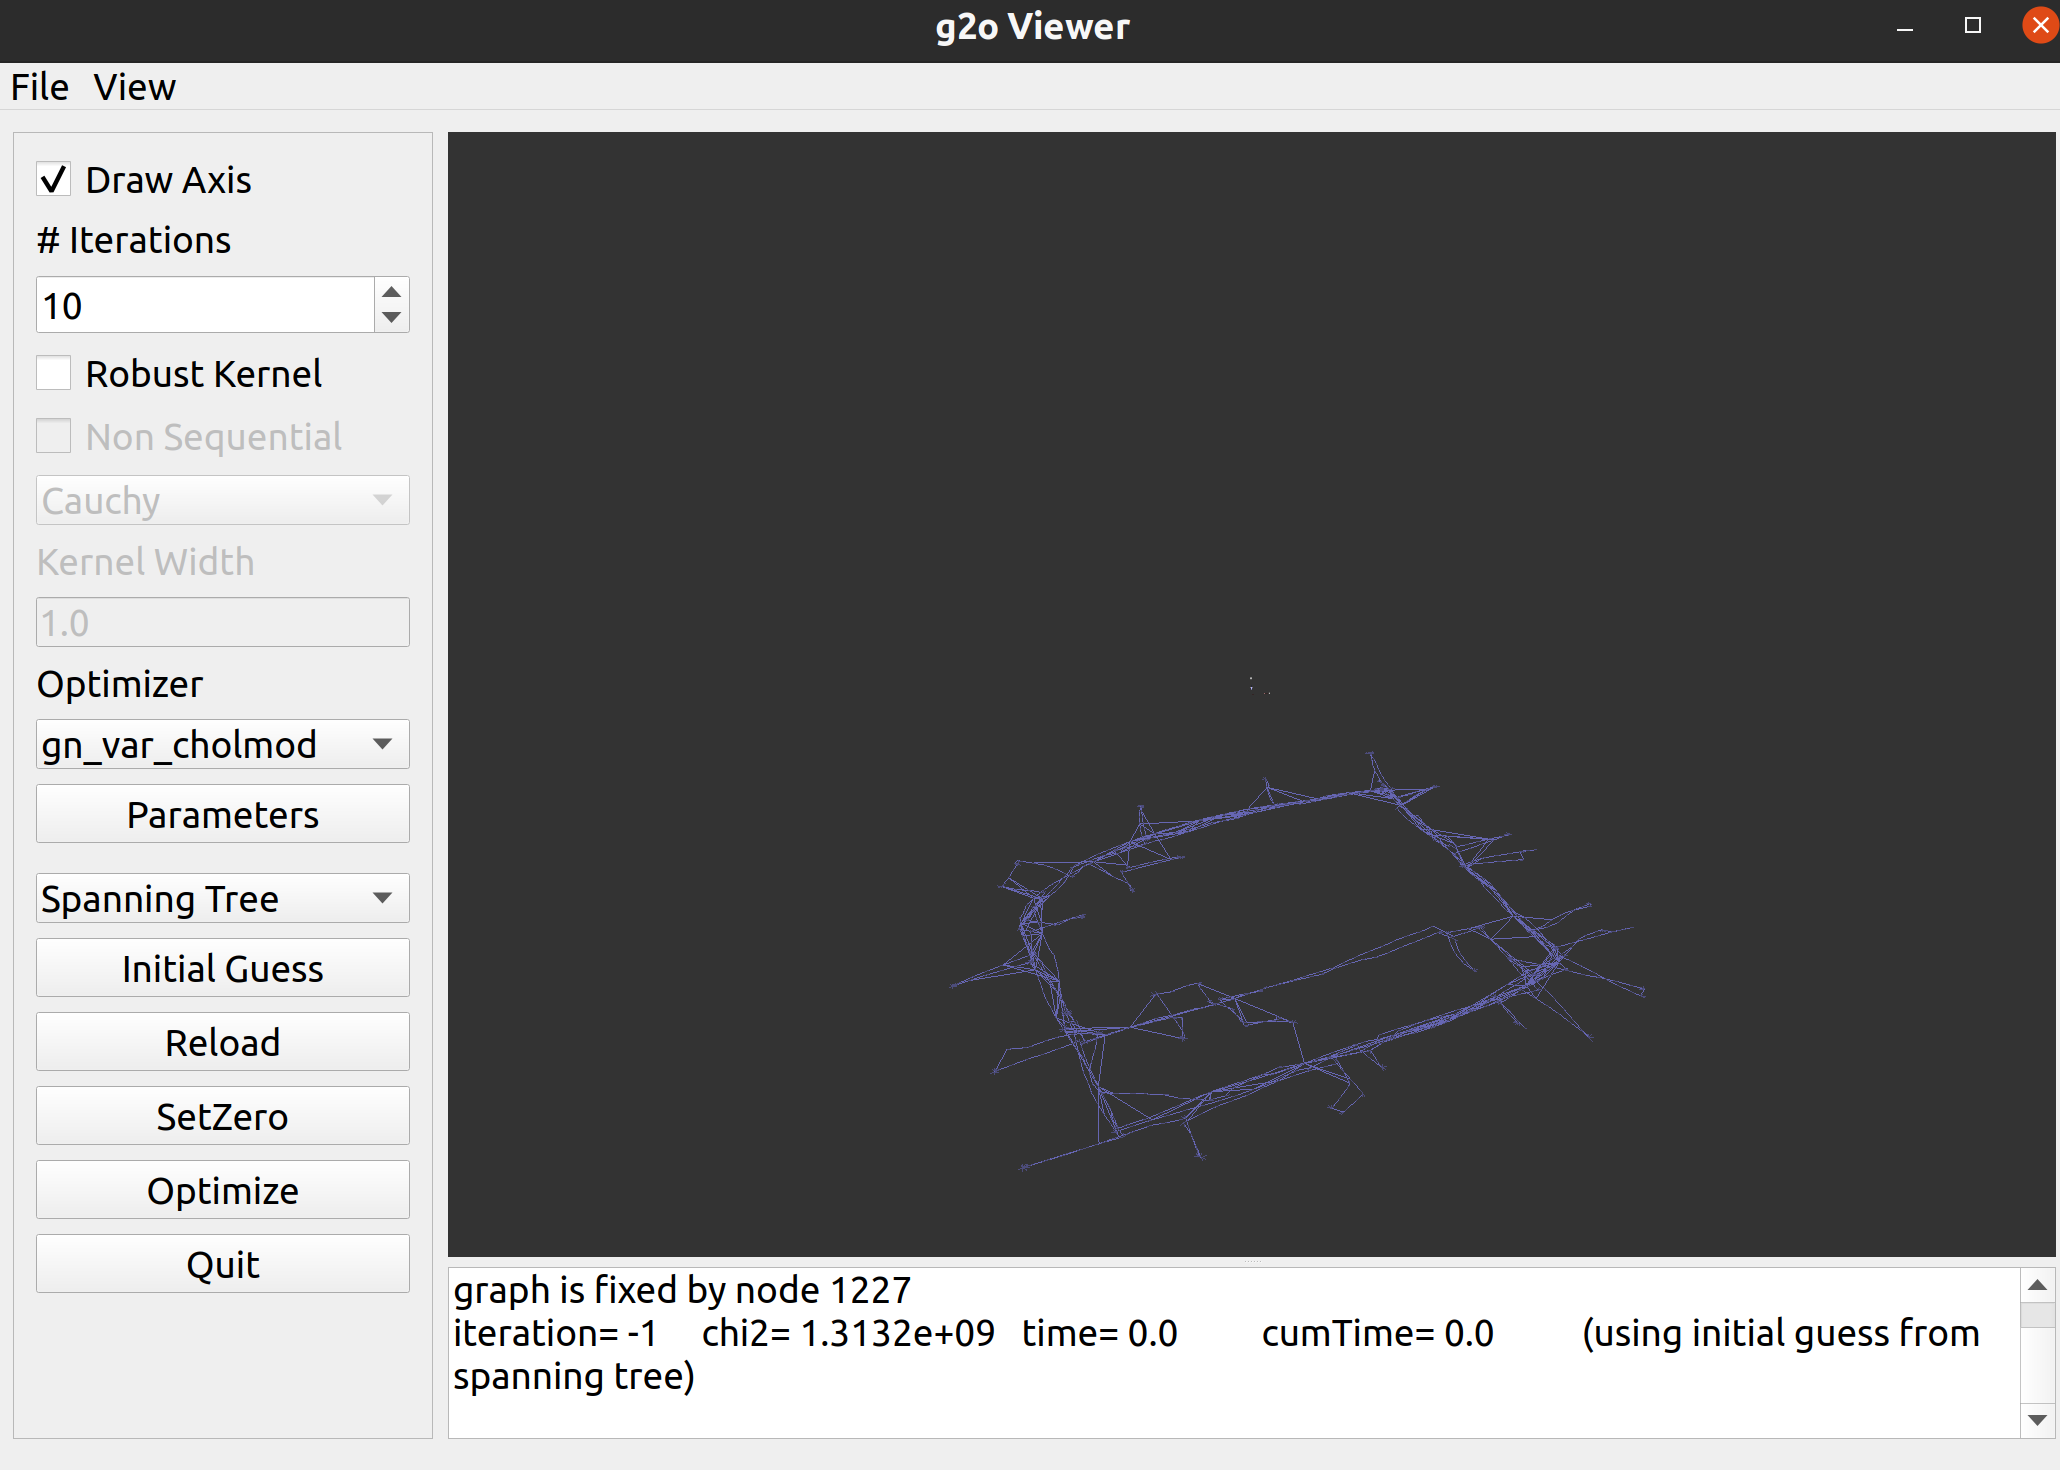 g2o Viewer
File View
Draw Axis
# Iterations
10
Robust Kernel
Non Sequential
Cauchy
Kernel Width
1.0
Optimizer
gn_var_cholmod
Parameters
Spanning Tree
Initial Guess
Reload
SetZero
Optimize
Quit
graph is fixed by node 1227
iteration= -1 chi2= 1.3132e+09 time= 0.0 cumTime= 0.0 (using initial guess from
spanning tree)